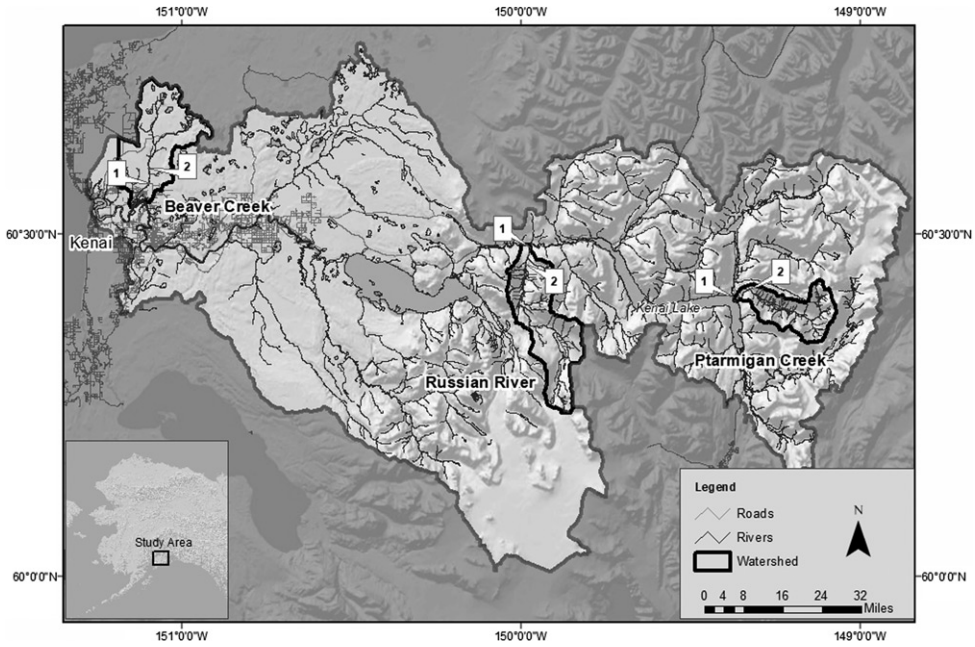 151°0'0"W
150°0'0"W
149°0'0"W
1
2
Beaver Creek
60°30'0"N
Kenai
1
60°30'0"N
2
1
2
Kenai Lake
Ptarmigan Creek
Russian River
Study Area
Legend
Roads
Rivers
Watershed
N
0 4 8 16 24 32
Miles
60°0'0"N
60°0'0"N
151°0'0"W
150°0'0"W
149°0'0"W